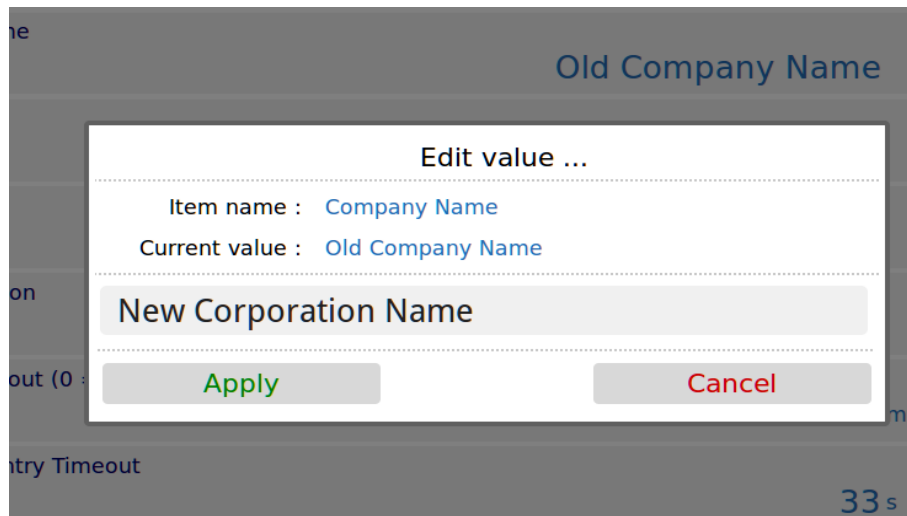 ne
Old Company Name
Edit value ...
Item name : Company Name
Current value : Old Company Name
on
New Corporation Name
out (0 :
Apply Cancel
m
ntry Timeout
33 s